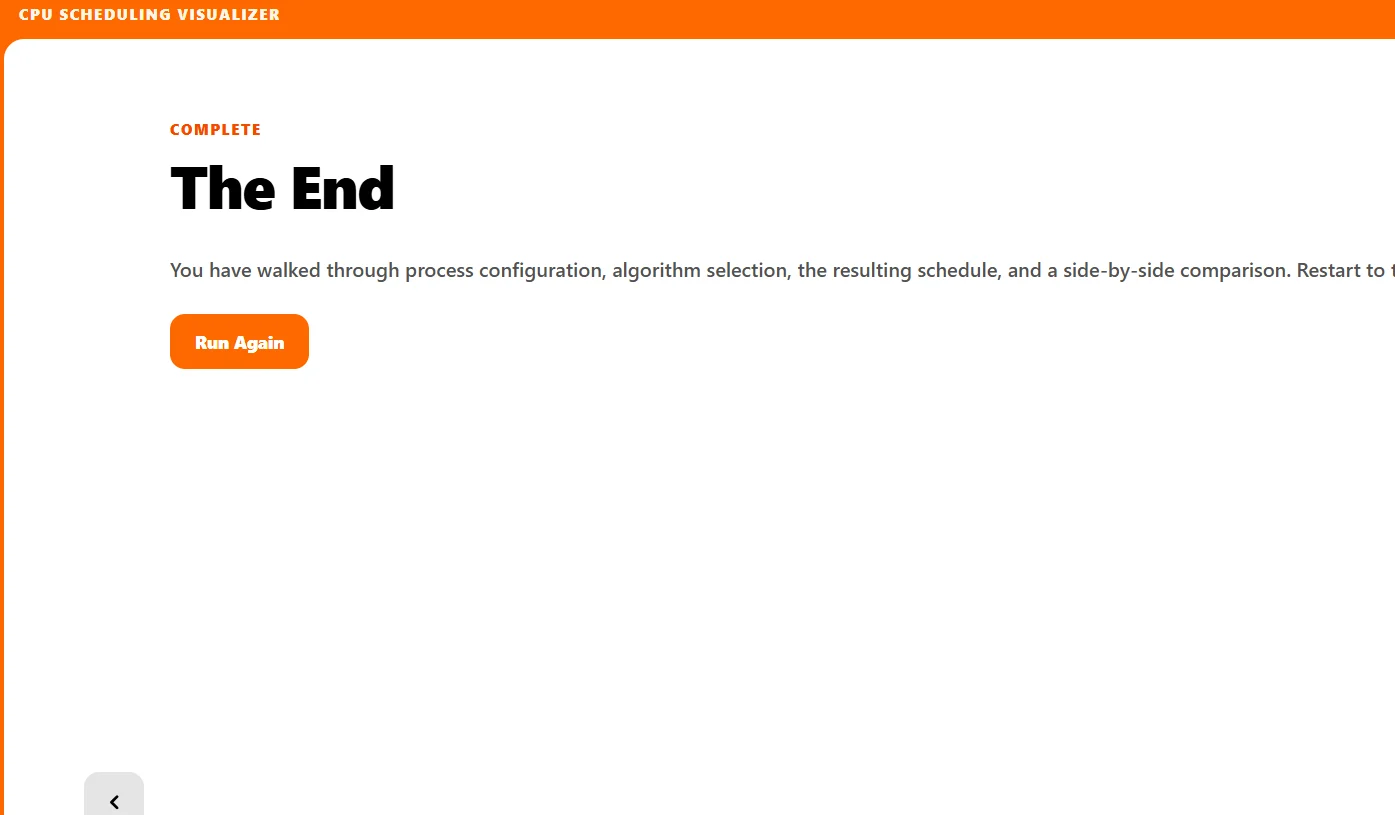 CPU SCHEDULING VISUALIZER
COMPLETE
The End
You have walked through process configuration, algorithm selection, the resulting schedule, and a side-by-side comparison. Restart to
Run Again